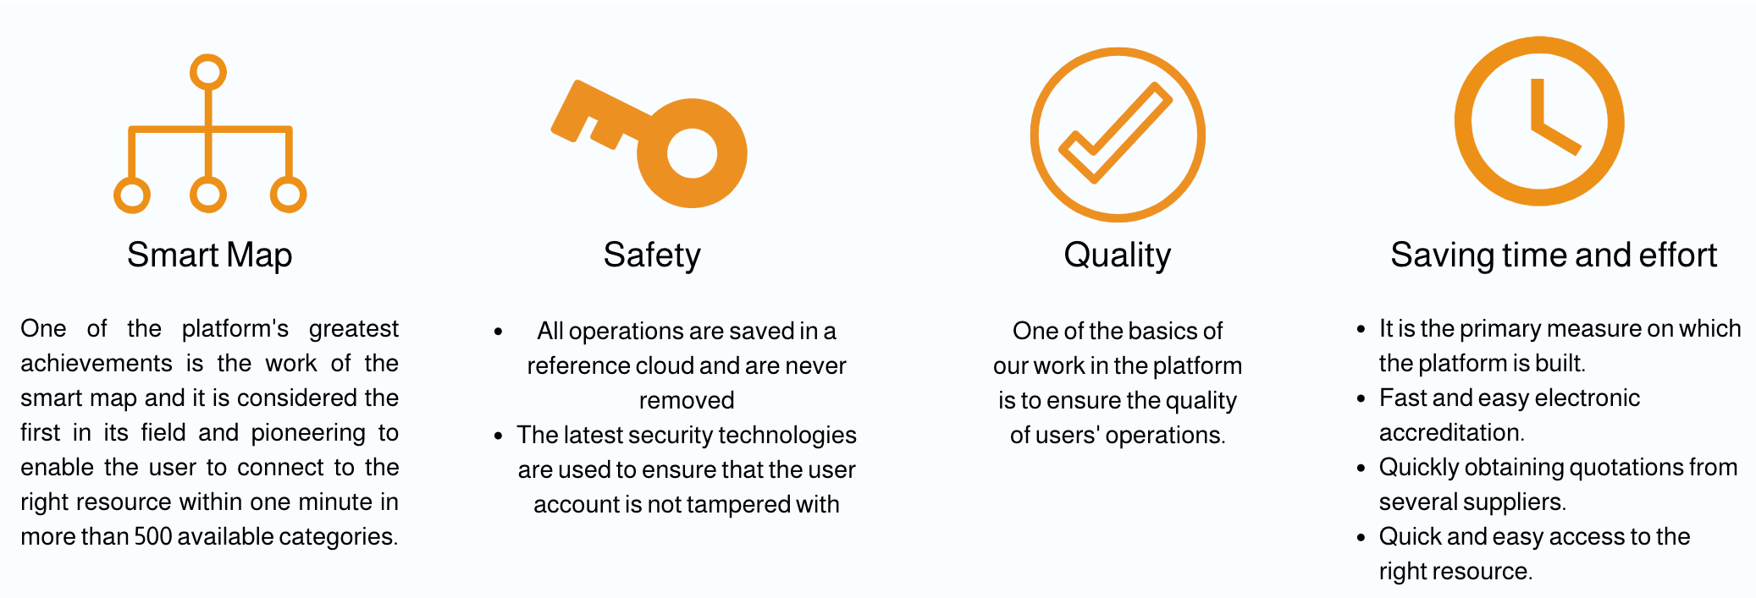 Smart Map
One of the platform's greatest
achievements is the work of the
smart map and it is considered the
first in its field and pioneering to
enable the user to connect to the
right resource within one minute in
more than 500 available categories.
Safety
• All operations are saved in a
reference cloud and are never
removed
• The latest security technologies
are used to ensure that the user
account is not tampered with
Quality
One of the basics of
our work in the platform
is to ensure the quality
of users' operations.
Saving time and effort
• It is the primary measure on which
the platform is built.
• Fast and easy electronic
accreditation.
• Quickly obtaining quotations from
several suppliers.
• Quick and easy access to the
right resource.